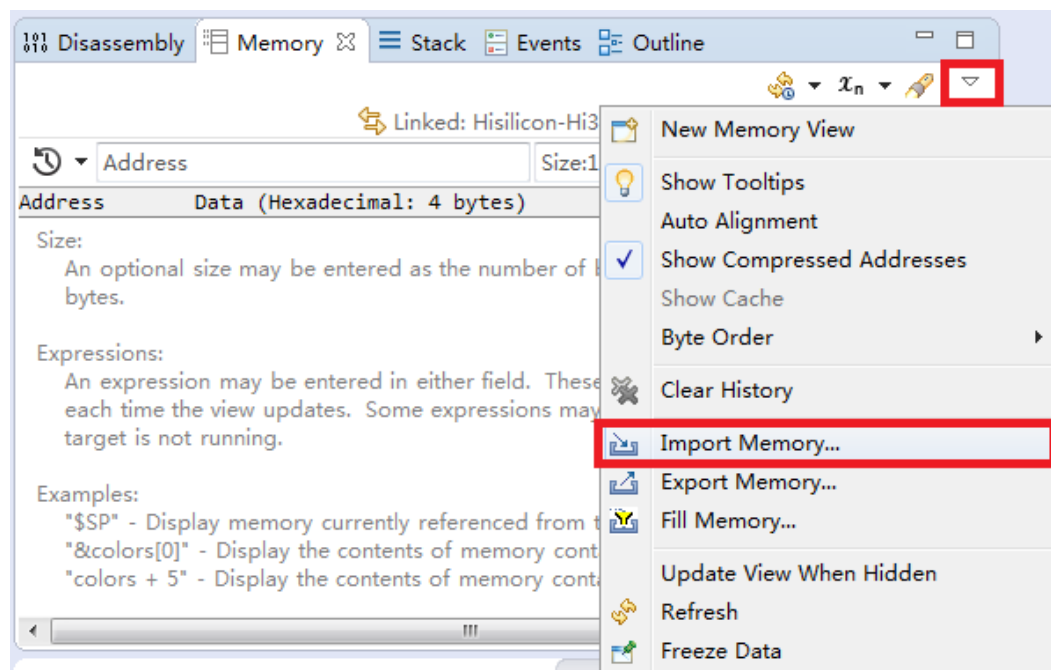 Disassembly Memory Stack Events Outline
Linked: Hisilicon-Hi3
Address Size:1
Address Data (Hexadecimal: 4 bytes)
Size:
An optional size may be entered as the number of
bytes.
Expressions:
An expression may be entered in either field. These
each time the view updates. Some expressions may
target is not running.
Examples:
"$SP" - Display memory currently referenced from
"&colors[0]" - Display the contents of memory
"colors + 5" - Display the contents of memory
New Memory View
Show Tooltips
Auto Alignment
Show Compressed Addresses
Show Cache
Byte Order
Clear History
Import Memory...
Export Memory...
Fill Memory...
Update View When Hidden
Refresh
Freeze Data